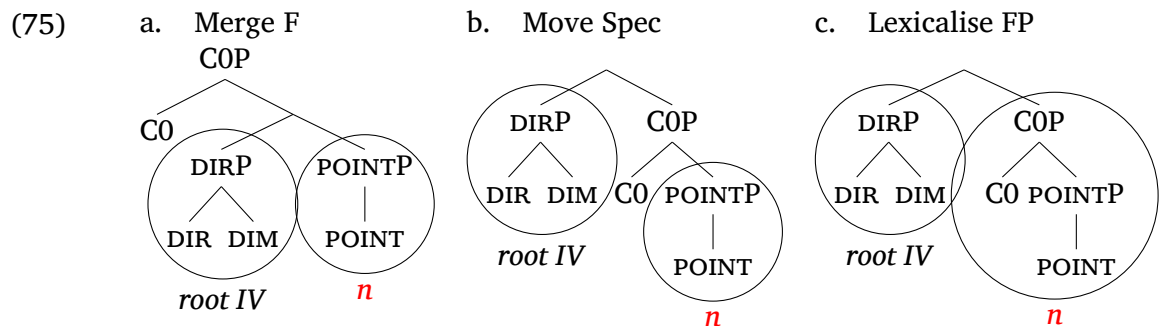 (75) a. Merge F b. Move Spec c. Lexicalise FP
C0P
C0
DIRP POINTP
DIR DIM POINT
root IV n
DIRP C0P
DIR DIM C0 POINTP
root IV POINT
n
DIRP C0P
DIR DIM C0 POINTP
root IV POINT
n